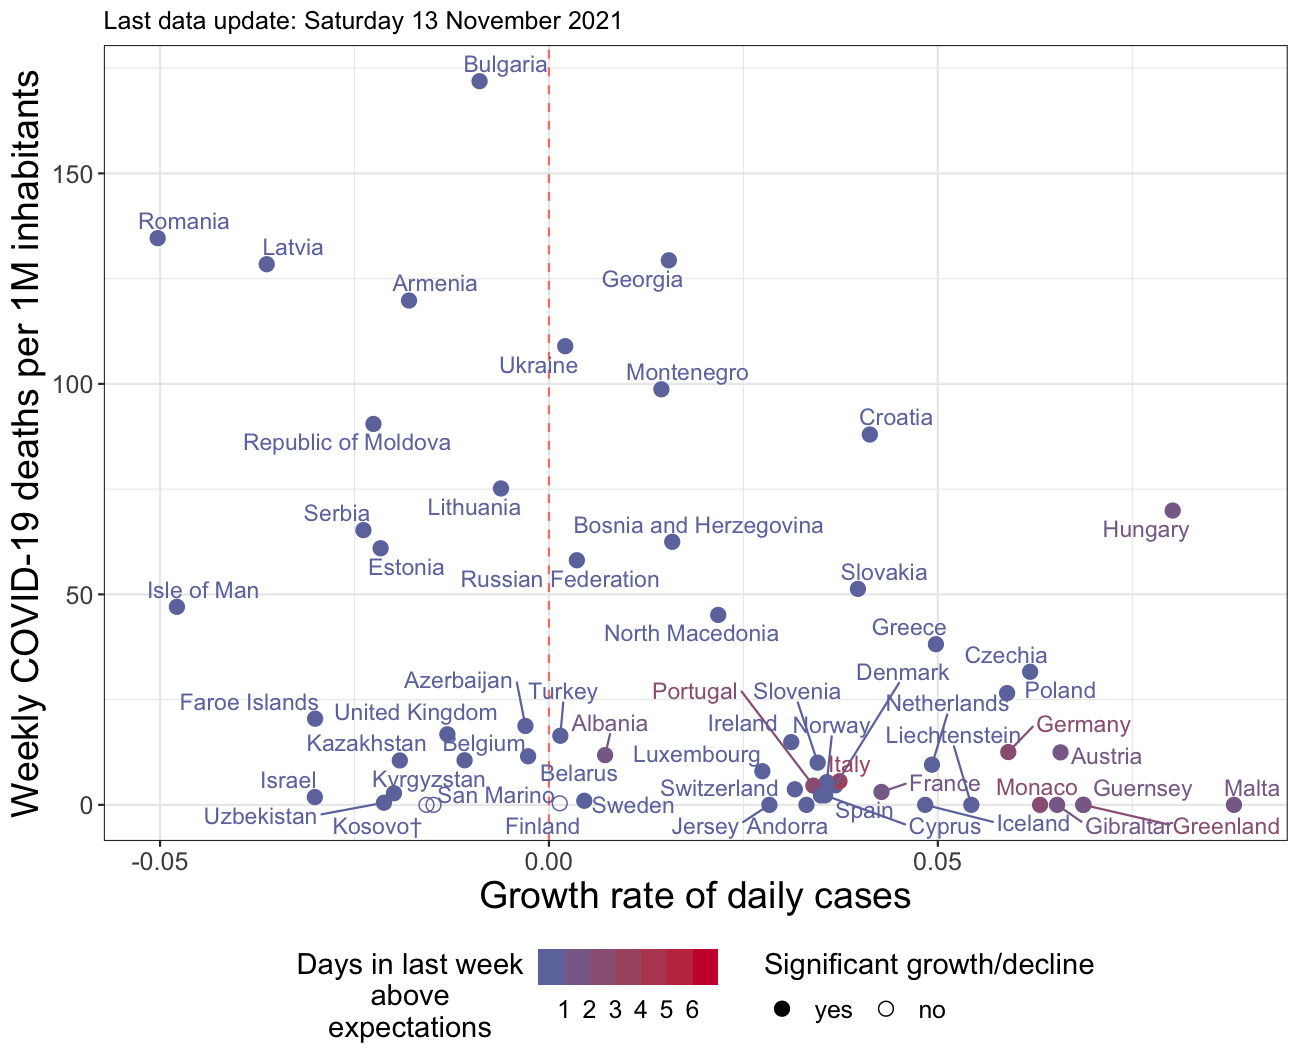 Last data update: Saturday 13 November 2021
Weekly COVID-19 deaths per 1M inhabitants
150
100
50
0
Bulgaria
Romania
Latvia
Armenia
Georgia
Ukraine
Montenegro
Croatia
Republic of Moldova
Lithuania
Serbia
Bosnia and Herzegovina
Hungary
Estonia
Russian Federation
Slovakia
Isle of Man
North Macedonia
Greece
Czechia
Denmark
Azerbaijan
Turkey
Portugal
Slovenia
Poland
Faroe Islands
Netherlands
United Kingdom
Albania
Ireland
Norway
Germany
Kazakhstan
Belgium
Liechtenstein
Luxembourg
Austria
Italy
Belarus
Israel
Kyrgyzstan
Switzerland
France
Monaco
Guernsey
Malta
San Marino
Sweden
Spain
Uzbekistan
Kosovo†
Finland
Jersey
Andorra
Cyprus
Iceland
Gibraltar
Greenland
-0.05
0.00
0.05
Growth rate of daily cases
Days in last week
above
expectations
1 2 3 4 5 6
Significant growth/decline
yes
no